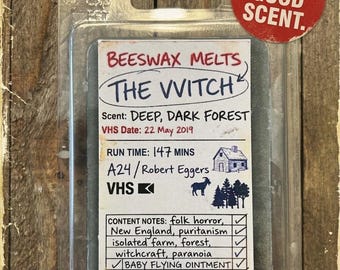 GOOD
SCENT.
BEESWAX MELTS
THE VVITCH
Scent: DEEP, DARK FOREST
VHS Date: 22 May 2019
RUN TIME: 147 MINS
A24/Robert Eggers
VHS
CONTENT NOTES: folk horror,
New England, puritanism
isolated farm, forest,
witchcraft, paranoia
BABY FLYING OINTMENT